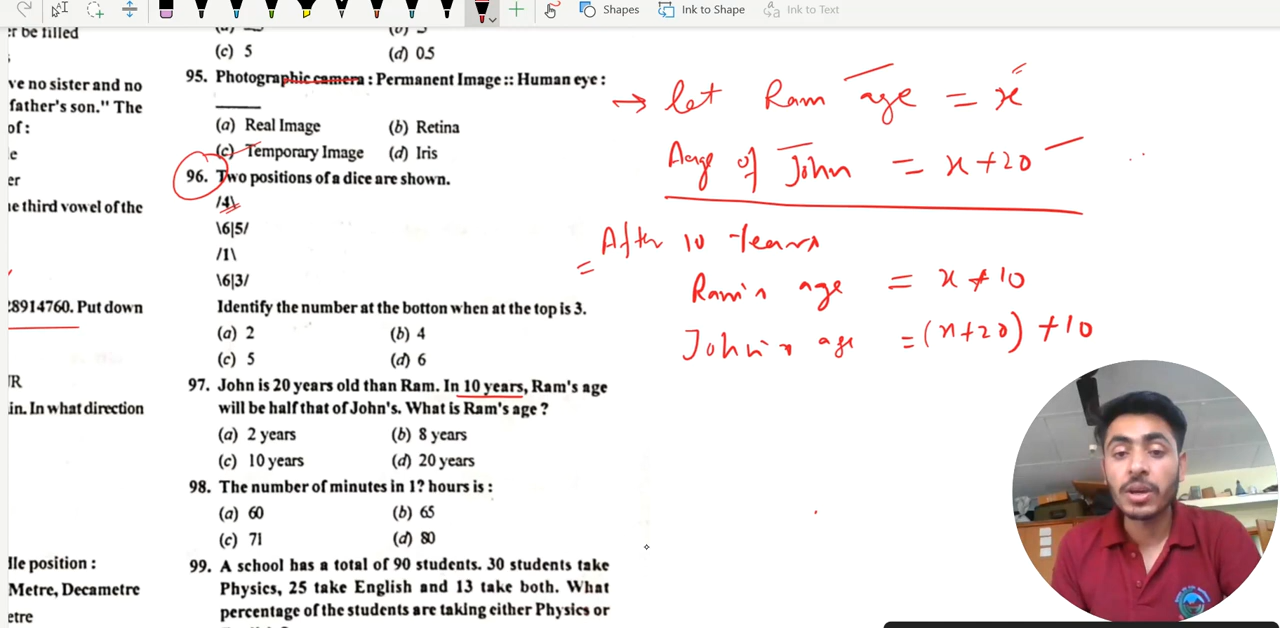 Shapes
Ink to Shape
Ink to Text
er be filled
(c) 5
(d) 0.5
ve no sister and no
father's son." The
of :
e
er
e third vowel of the
28914760. Put down
R
in. In what direction
lle position :
Metre, Decametre
etre
95. Photographic camera : Permanent Image :: Human eye :
(a) Real Image (b) Retina
(c) Temporary Image (d) Iris
96. Two positions of a dice are shown.
/4\
\6|5/
/1\
\6|3/
Identify the number at the botton when at the top is 3.
(a) 2 (b) 4
(c) 5 (d) 6
97. John is 20 years old than Ram. In 10 years, Ram's age
will be half that of John's. What is Ram's age ?
(a) 2 years (b) 8 years
(c) 10 years (d) 20 years
98. The number of minutes in 1? hours is :
(a) 60 (b) 65
(c) 71 (d) 80
99. A school has a total of 90 students. 30 students take
Physics, 25 take English and 13 take both. What
percentage of the students are taking either Physics or
→ let Ram age = x
Aage of John = x+20
After 10 Years
Ram's age = x+10
John's age = (x+20) +10